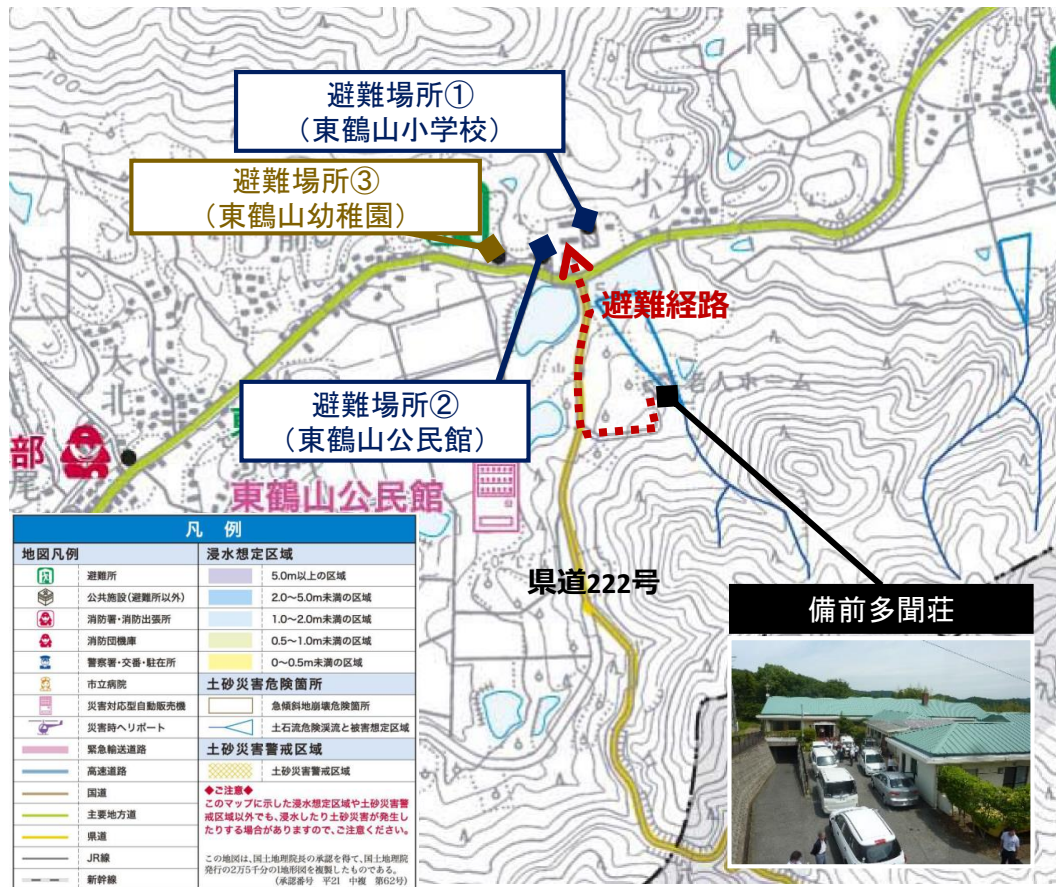 門
避難場所①
（東鶴山小学校）
避難場所③
（東鶴山幼稚園）
避難経路
老人ホーム
避難場所②
（東鶴山公民館）
太
北
部
尾
東鶴山公民館
県道222号
備前多聞荘
凡 例
地図凡例
避難所
公共施設(避難所以外)
消防署・消防出張所
消防団機庫
警察署・交番・駐在所
市立病院
災害対応型自動販売機
災害時ヘリポート
緊急輸送道路
高速道路
国道
主要地方道
県道
JR線
新幹線
浸水想定区域
5.0m以上の区域
2.0〜5.0m未満の区域
1.0〜2.0m未満の区域
0.5〜1.0m未満の区域
0〜0.5m未満の区域
土砂災害危険箇所
急傾斜地崩壊危険箇所
土石流危険渓流と被害想定区域
土砂災害警戒区域
土砂災害警戒区域
◆ご注意◆
このマップに示した浸水想定区域や土砂災害警
戒区域以外でも、浸水したり土砂災害が発生し
たりする場合がありますので、ご注意ください。
この地図は、国土地理院長の承認を得て、国土地理院
発行の2万5千分の1地形図を複製したものである。
（承認番号 平21 中複 第62号）